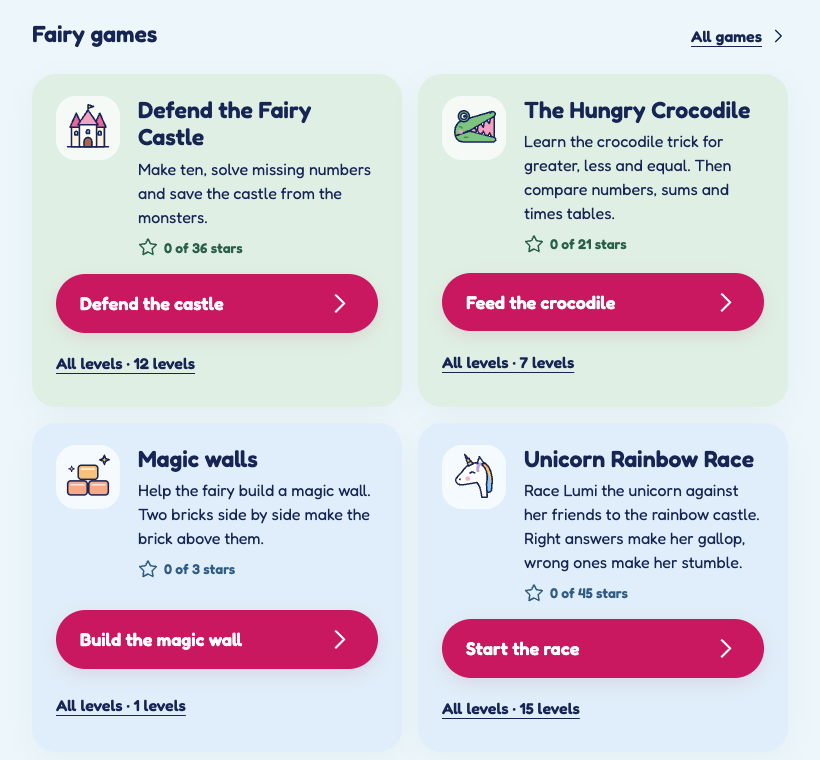 Fairy games
All games
Defend the Fairy
Castle
Make ten, solve missing numbers
and save the castle from the
monsters.
0 of 36 stars
Defend the castle
All levels · 12 levels
The Hungry Crocodile
Learn the crocodile trick for
greater, less and equal. Then
compare numbers, sums and
times tables.
0 of 21 stars
Feed the crocodile
All levels · 7 levels
Magic walls
Help the fairy build a magic wall.
Two bricks side by side make the
brick above them.
0 of 3 stars
Build the magic wall
All levels · 1 levels
Unicorn Rainbow Race
Race Lumi the unicorn against
her friends to the rainbow castle.
Right answers make her gallop,
wrong ones make her stumble.
0 of 45 stars
Start the race
All levels · 15 levels